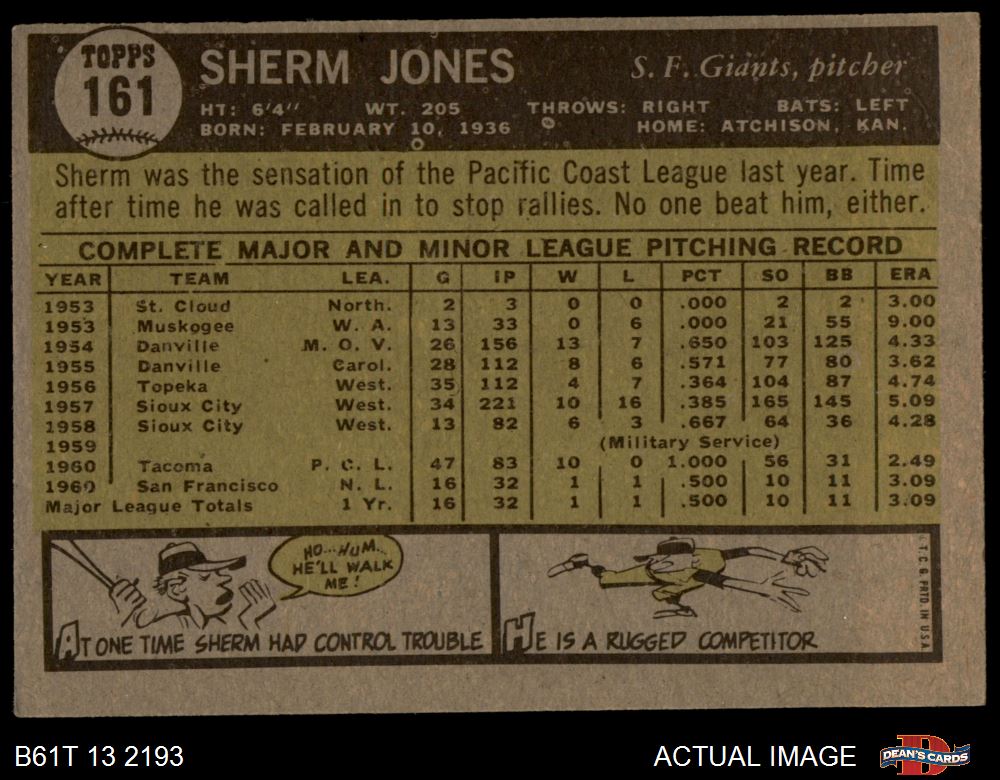 TOPPS
161
SHERM JONES
S. F. Giants, pitcher
HT: 6'4" WT. 205 THROWS: RIGHT BATS: LEFT
BORN: FEBRUARY 10, 1936 HOME: ATCHISON, KAN.
Sherm was the sensation of the Pacific Coast League last year. Time
after time he was called in to stop rallies. No one beat him, either.
COMPLETE MAJOR AND MINOR LEAGUE PITCHING RECORD
YEAR TEAM LEA. G IP W L PCT SO BB ERA
1953 St. Cloud North. 2 3 0 0 .000 2 2 3.00
1953 Muskogee W. A. 13 33 0 6 .000 21 55 9.00
1954 Danville M. O. V. 26 156 13 7 .650 103 125 4.33
1955 Danville Carol. 28 112 8 6 .571 77 80 3.62
1956 Topeka West. 35 112 4 7 .364 104 87 4.74
1957 Sioux City West. 34 221 10 16 .385 165 145 5.09
1958 Sioux City West. 13 82 6 3 .667 64 36 4.28
1959 (Military Service)
1960 Tacoma P. C. L. 47 83 10 0 1.000 56 31 2.49
1960 San Francisco N. L. 16 32 1 1 .500 10 11 3.09
Major League Totals 1 Yr. 16 32 1 1 .500 10 11 3.09
HO...HUM...
HE'LL WALK
ME!
AT ONE TIME SHERM HAD CONTROL TROUBLE
HE IS A RUGGED COMPETITOR
T.C.G. PRTD. IN U.S.A.
B61T 13 2193
ACTUAL IMAGE
DEAN'S CARDS